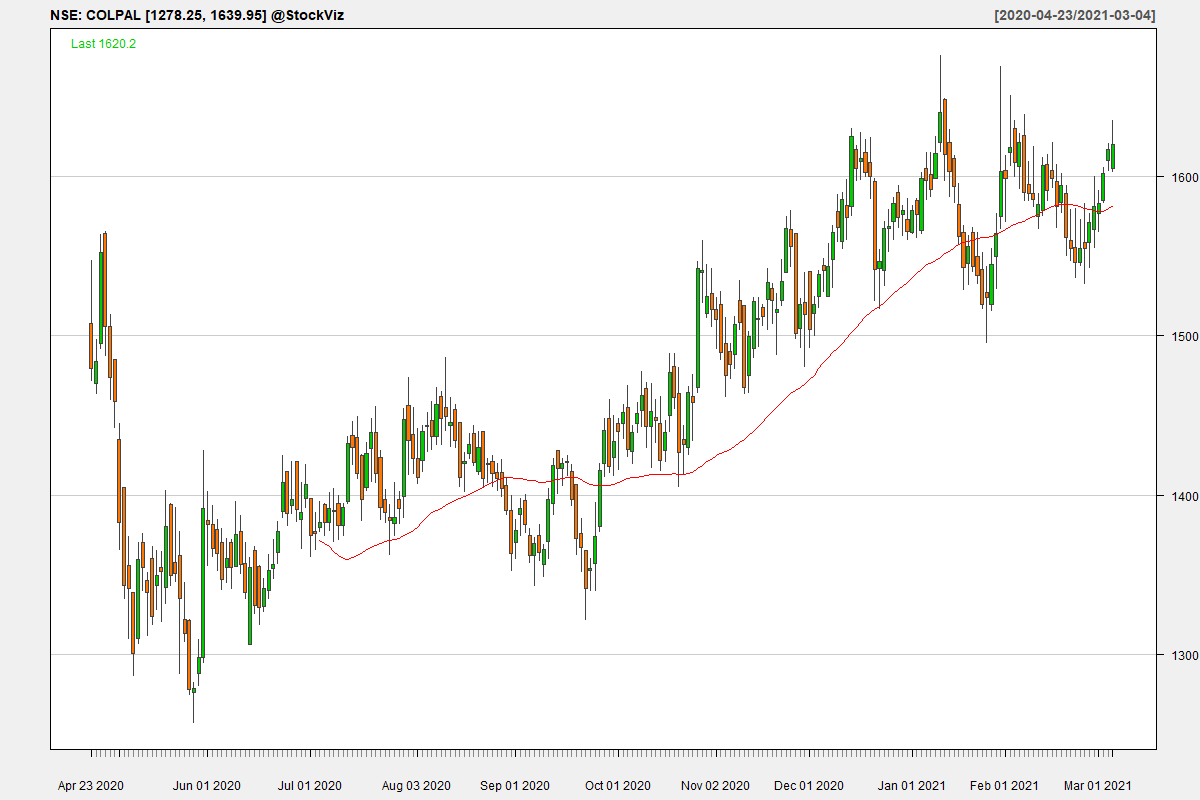 NSE: COLPAL [1278.25, 1639.95] @StockViz
[2020-04-23/2021-03-04]
Last 1620.2
1600
1500
1400
1300
Apr 23 2020 Jun 01 2020 Jul 01 2020 Aug 03 2020 Sep 01 2020 Oct 01 2020 Nov 02 2020 Dec 01 2020 Jan 01 2021 Feb 01 2021 Mar 01 2021